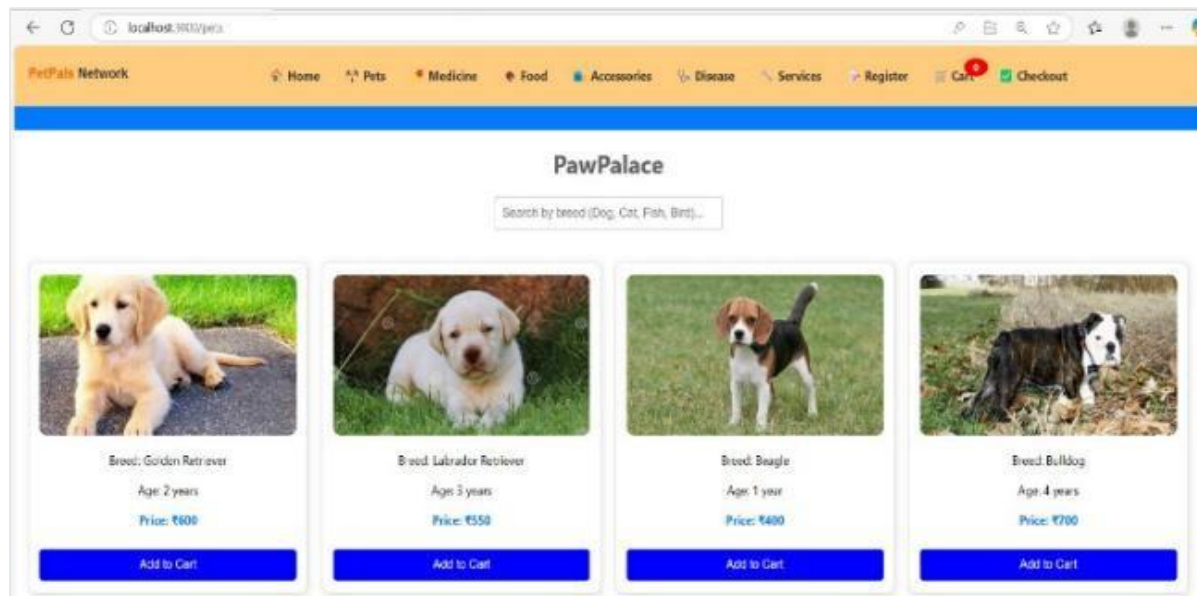 localhost:3000/pets
PetPals Network
Home Pets Medicine Food Accessories Disease Services Register Cart 0 Checkout
PawPalace
Search by breed (Dog, Cat, Fish, Bird)...
Breed: Golden Retriever
Age: 2 years
Price: ₹600
Add to Cart
Breed: Labrador Retriever
Age: 3 years
Price: ₹550
Add to Cart
Breed: Beagle
Age: 1 year
Price: ₹400
Add to Cart
Breed: Bulldog
Age: 4 years
Price: ₹700
Add to Cart